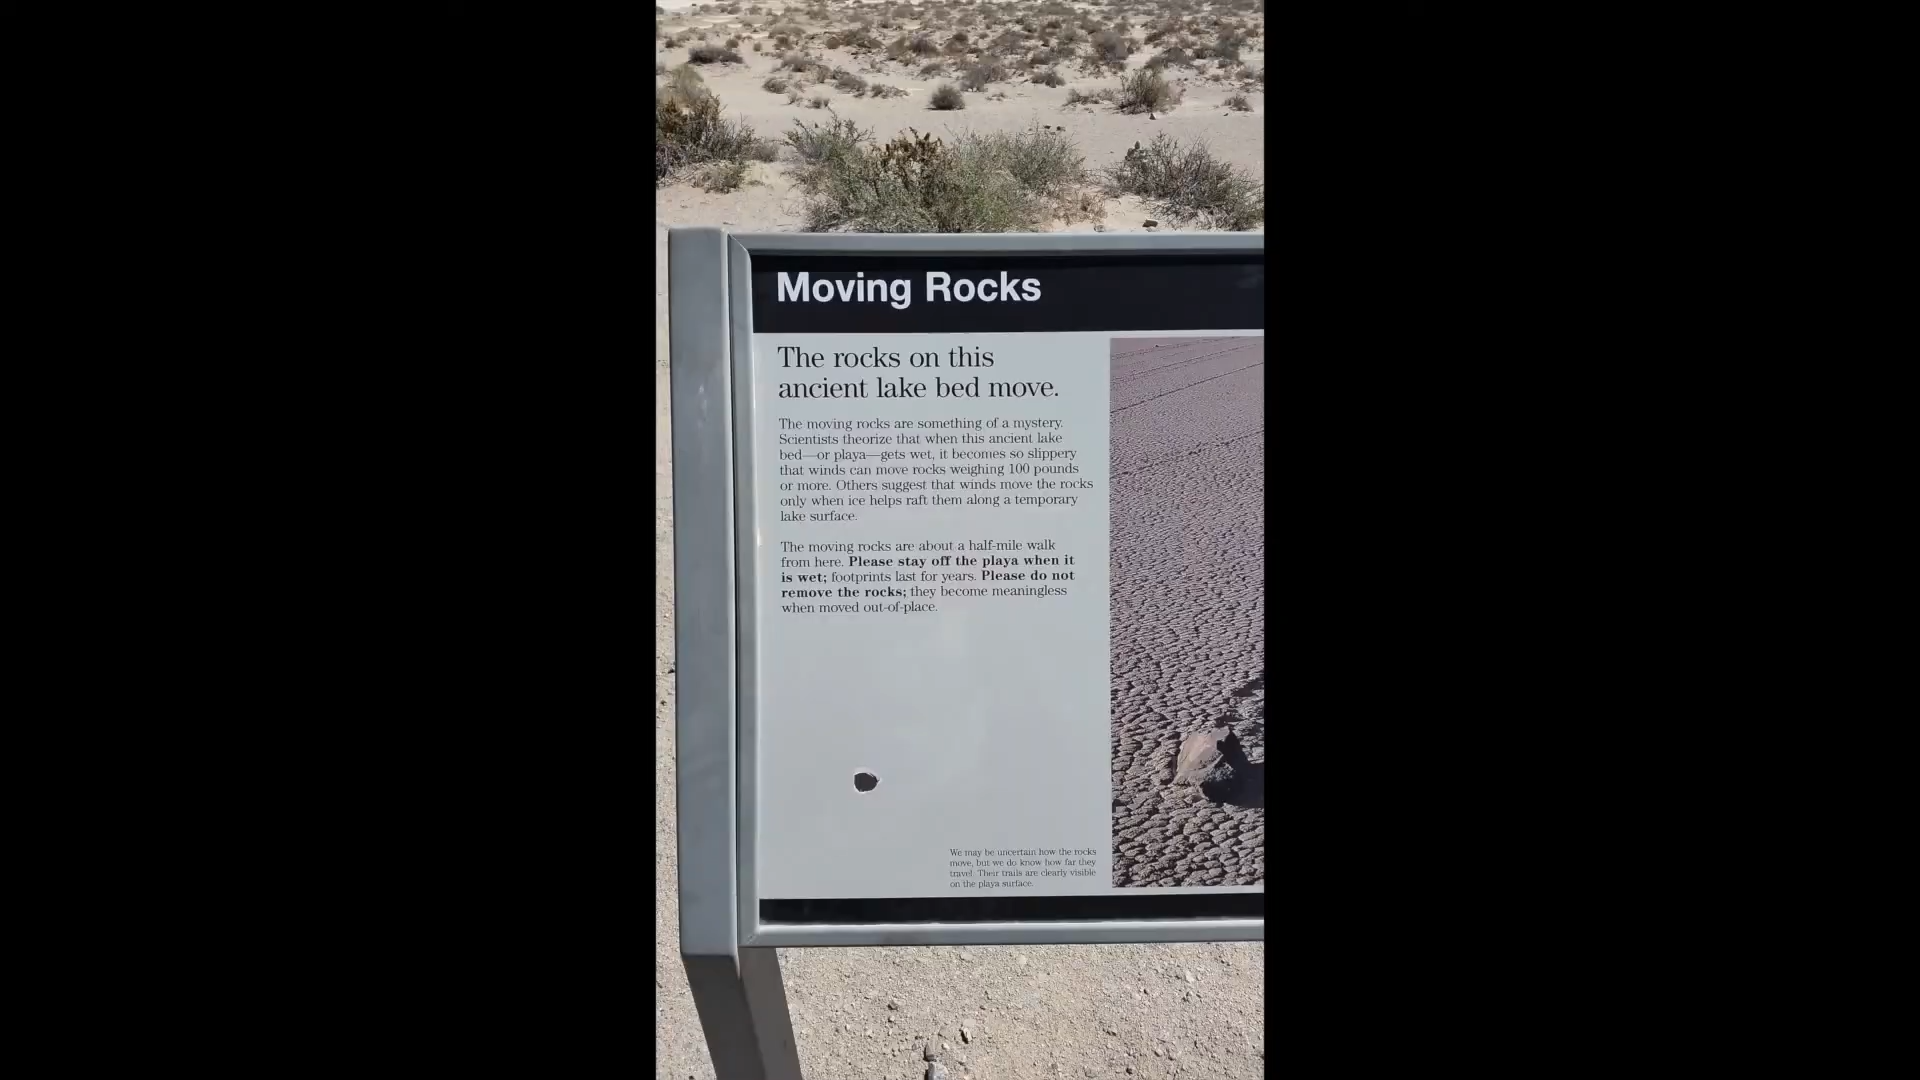 Moving Rocks
The rocks on this
ancient lake bed move.
The moving rocks are something of a mystery.
Scientists theorize that when this ancient lake
bed—or playa—gets wet, it becomes so slippery
that winds can move rocks weighing 100 pounds
or more. Others suggest that winds move the rocks
only when ice helps raft them along a temporary
lake surface.
The moving rocks are about a half-mile walk
from here. Please stay off the playa when it
is wet; footprints last for years. Please do not
remove the rocks; they become meaningless
when moved out-of-place.
We may be uncertain how the rocks
move, but we do know how far they
travel. Their trails are clearly visible
on the playa surface.